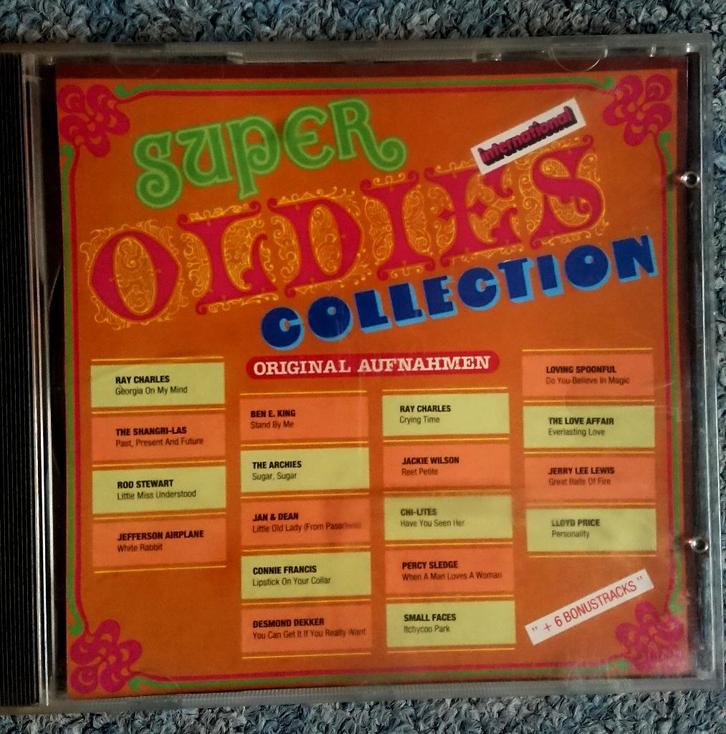 SUPER
International
OLDIES
COLLECTION
ORIGINAL AUFNAHMEN
RAY CHARLES
Georgia On My Mind
THE SHANGRI-LAS
Past, Present And Future
ROD STEWART
Little Miss Understood
JEFFERSON AIRPLANE
White Rabbit
BEN E. KING
Stand By Me
THE ARCHIES
Sugar, Sugar
JAN & DEAN
Little Old Lady (From Pasadena)
CONNIE FRANCIS
Lipstick On Your Collar
DESMOND DEKKER
You Can Get It If You Really Want
RAY CHARLES
Crying Time
JACKIE WILSON
Reet Petite
CHI-LITES
Have You Seen Her
PERCY SLEDGE
When A Man Loves A Woman
SMALL FACES
Itchycoo Park
LOVING SPOONFUL
Do You Believe In Magic
THE LOVE AFFAIR
Everlasting Love
JERRY LEE LEWIS
Great Balls Of Fire
LLOYD PRICE
Personality
" + 6 BONUSTRACKS "